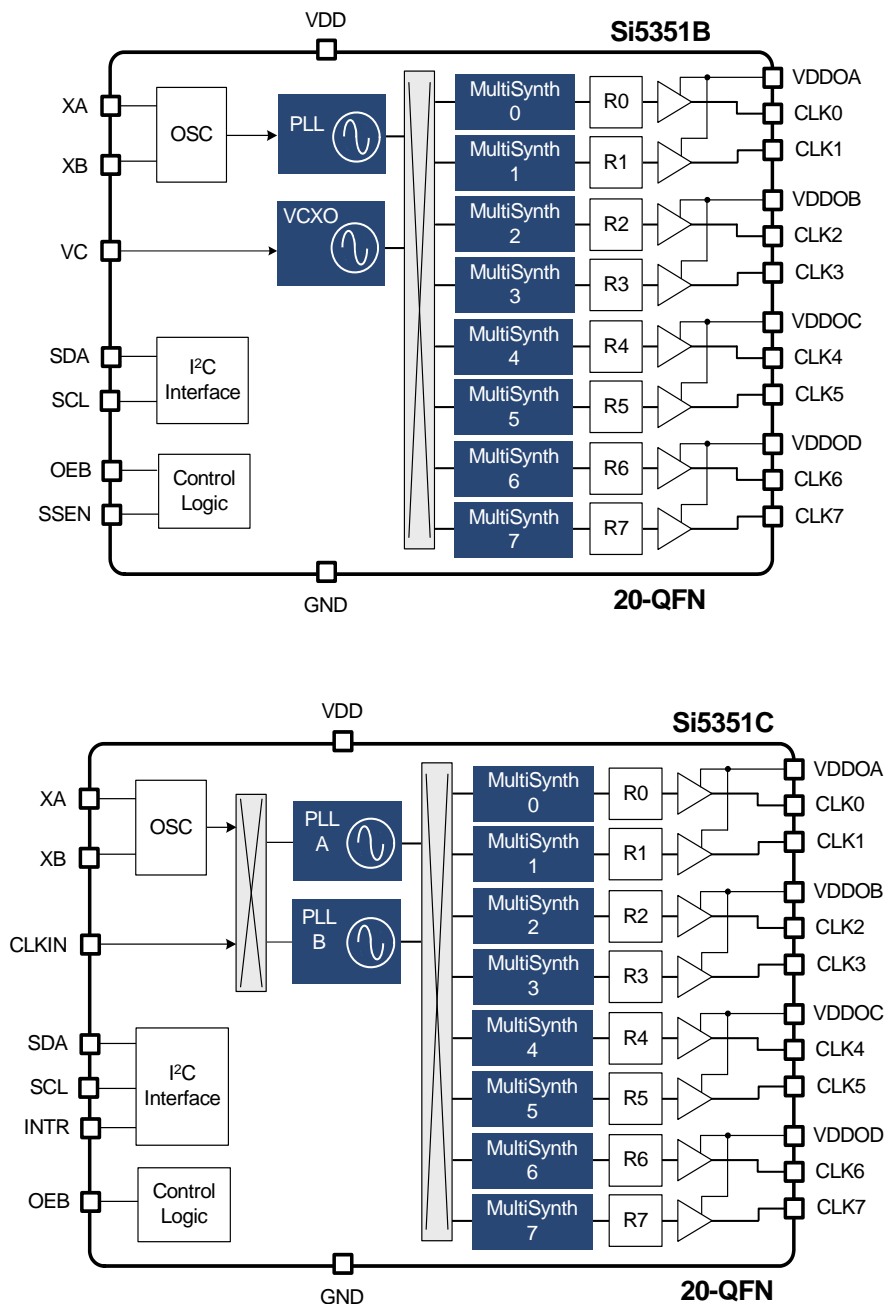 VDD
Si5351B
XA
XB
OSC
PLL
VC
VCXO
SDA
SCL
I²C
Interface
OEB
SSEN
Control
Logic
MultiSynth
0
R0
MultiSynth
1
R1
MultiSynth
2
R2
MultiSynth
3
R3
MultiSynth
4
R4
MultiSynth
5
R5
MultiSynth
6
R6
MultiSynth
7
R7
VDDOA
CLK0
CLK1
VDDOB
CLK2
CLK3
VDDOC
CLK4
CLK5
VDDOD
CLK6
CLK7
GND
20-QFN
VDD
Si5351C
XA
XB
OSC
CLKIN
PLL
A
PLL
B
SDA
SCL
INTR
I²C
Interface
OEB
Control
Logic
MultiSynth
0
R0
MultiSynth
1
R1
MultiSynth
2
R2
MultiSynth
3
R3
MultiSynth
4
R4
MultiSynth
5
R5
MultiSynth
6
R6
MultiSynth
7
R7
VDDOA
CLK0
CLK1
VDDOB
CLK2
CLK3
VDDOC
CLK4
CLK5
VDDOD
CLK6
CLK7
GND
20-QFN